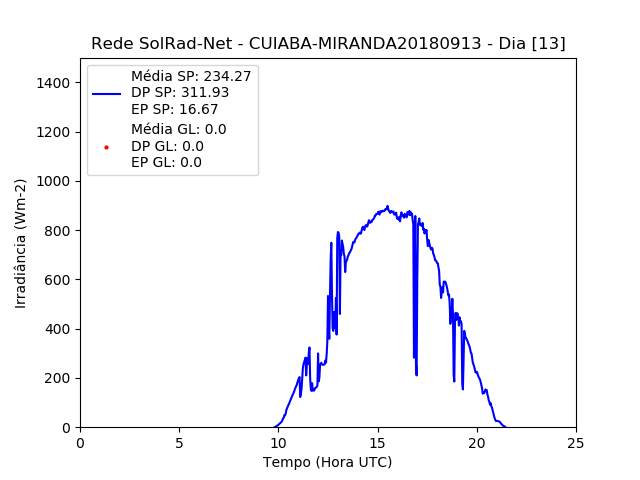 Rede SolRad-Net - CUIABA-MIRANDA20180913 - Dia [13]
Média SP: 234.27
DP SP: 311.93
EP SP: 16.67
Média GL: 0.0
DP GL: 0.0
EP GL: 0.0
Irradiância (Wm-2)
1400
1200
1000
800
600
400
200
0
0 5 10 15 20 25
Tempo (Hora UTC)